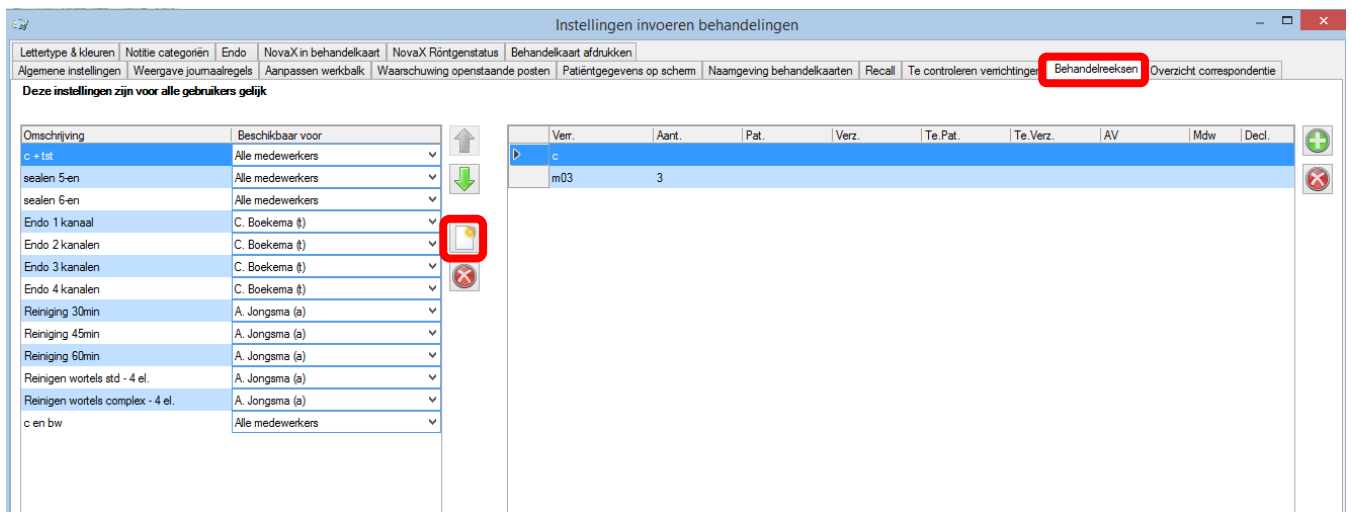 Instellingen invoeren behandelingen
Lettertype & kleuren Notitie categoriën Endo NovaX in behandelkaart NovaX Röntgenstatus Behandelkaart afdrukken
Algemene instellingen Weergave journaalregels Aanpassen werkbalk Waarschuwing openstaande posten Patiëntgegevens op scherm Naamgeving behandelkaarten Recall Te controleren verrichtingen Behandelreeksen Overzicht correspondentie
Deze instellingen zijn voor alle gebruikers gelijk
Omschrijving Beschikbaar voor Verr. Aant. Pat. Verz. Te.Pat. Te.Verz. AV Mdw Decl.
c + tst Alle medewerkers c
sealen 5-en Alle medewerkers m03 3
sealen 6-en Alle medewerkers
Endo 1 kanaal C. Boekema (t)
Endo 2 kanalen C. Boekema (t)
Endo 3 kanalen C. Boekema (t)
Endo 4 kanalen C. Boekema (t)
Reiniging 30min A. Jongsma (a)
Reiniging 45min A. Jongsma (a)
Reiniging 60min A. Jongsma (a)
Reinigen wortels std - 4 el. A. Jongsma (a)
Reinigen wortels complex - 4 el. A. Jongsma (a)
c en bw Alle medewerkers